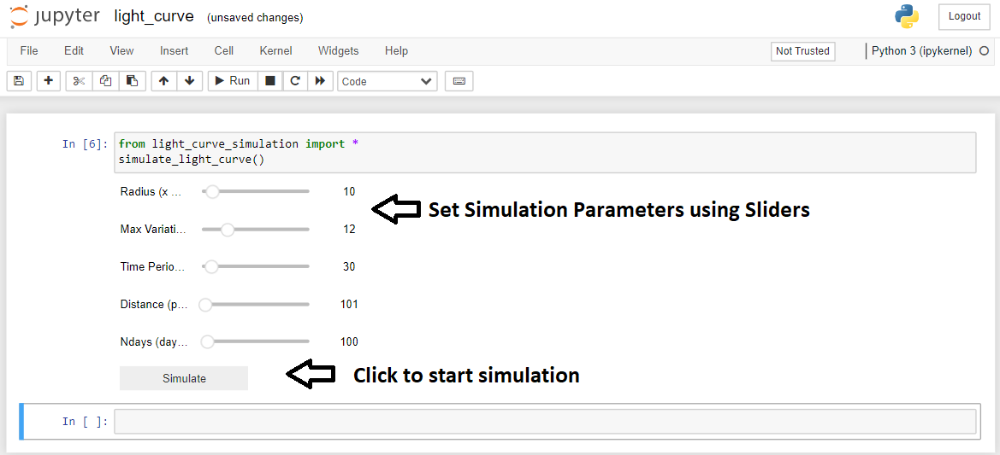 jupyter light_curve (unsaved changes) Logout
File Edit View Insert Cell Kernel Widgets Help Not Trusted Python 3 (ipykernel)
Run Code
In [6]: from light_curve_simulation import *
simulate_light_curve()
Radius (x ... 10
Set Simulation Parameters using Sliders
Max Variati... 12
Time Perio... 30
Distance (p... 101
Ndays (day... 100
Simulate Click to start simulation
In [ ]: